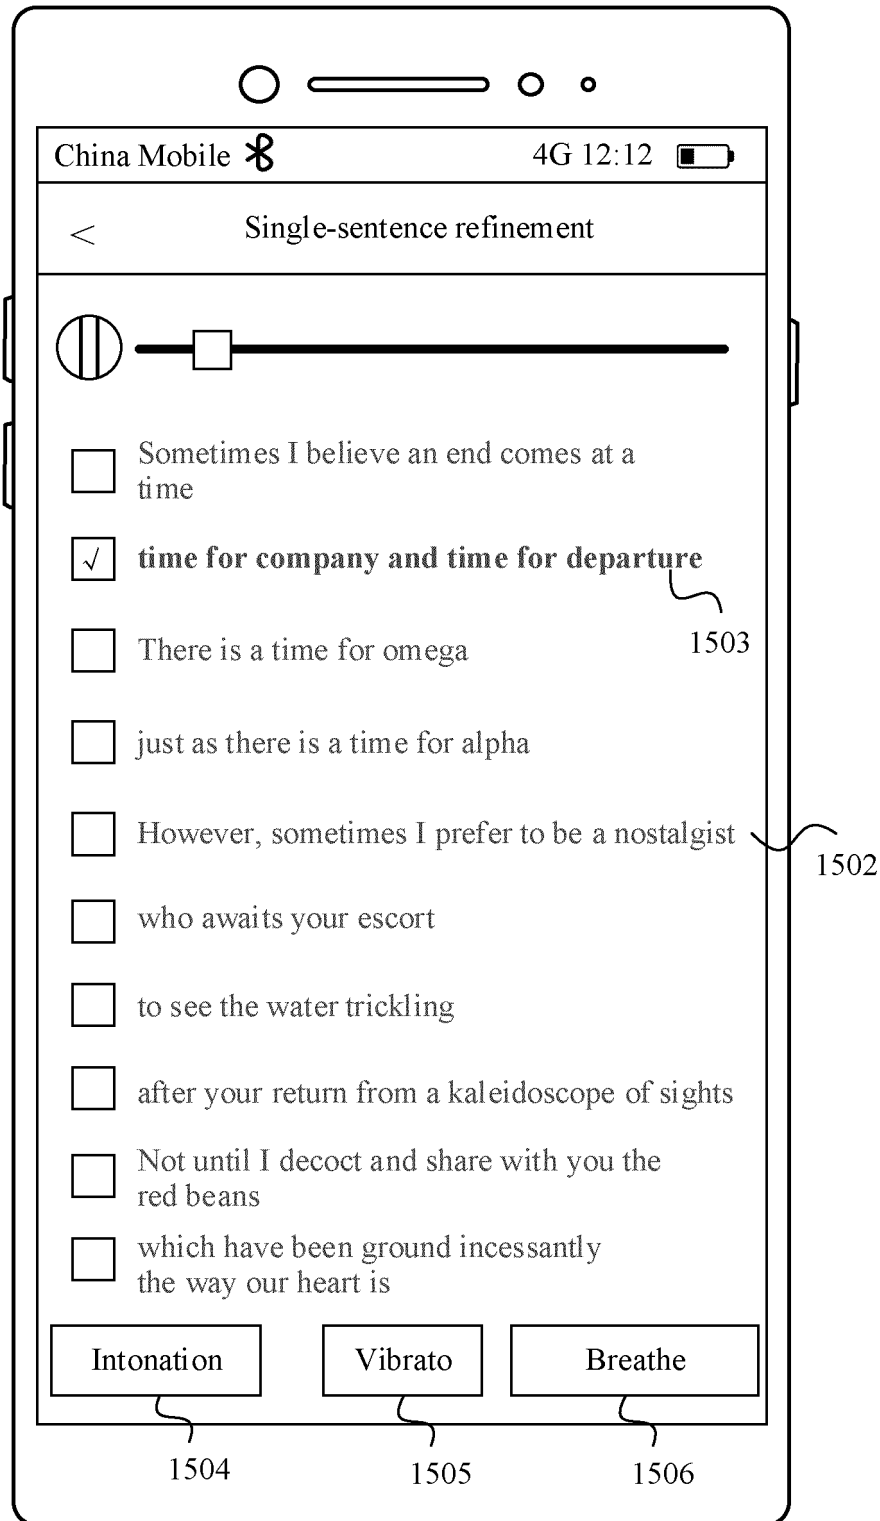 China Mobile 4G 12:12
< Single-sentence refinement
Sometimes I believe an end comes at a
time
√ time for company and time for departure
1503
There is a time for omega
just as there is a time for alpha
However, sometimes I prefer to be a nostalgist
1502
who awaits your escort
to see the water trickling
after your return from a kaleidoscope of sights
Not until I decoct and share with you the
red beans
which have been ground incessantly
the way our heart is
Intonation Vibrato Breathe
1504 1505 1506